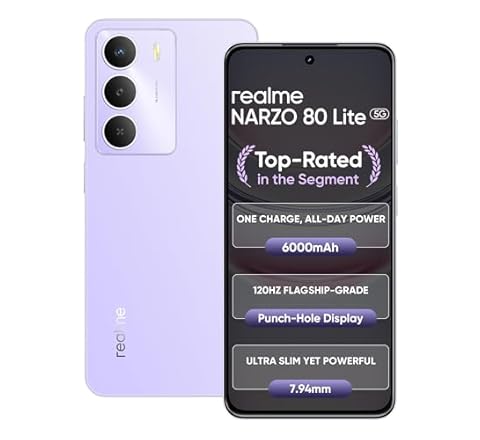 realme
NARZO 80 Lite 5G
Top-Rated
in the Segment
ONE CHARGE, ALL-DAY POWER
6000mAh
120HZ FLAGSHIP-GRADE
Punch-Hole Display
ULTRA SLIM YET POWERFUL
7.94mm
realme